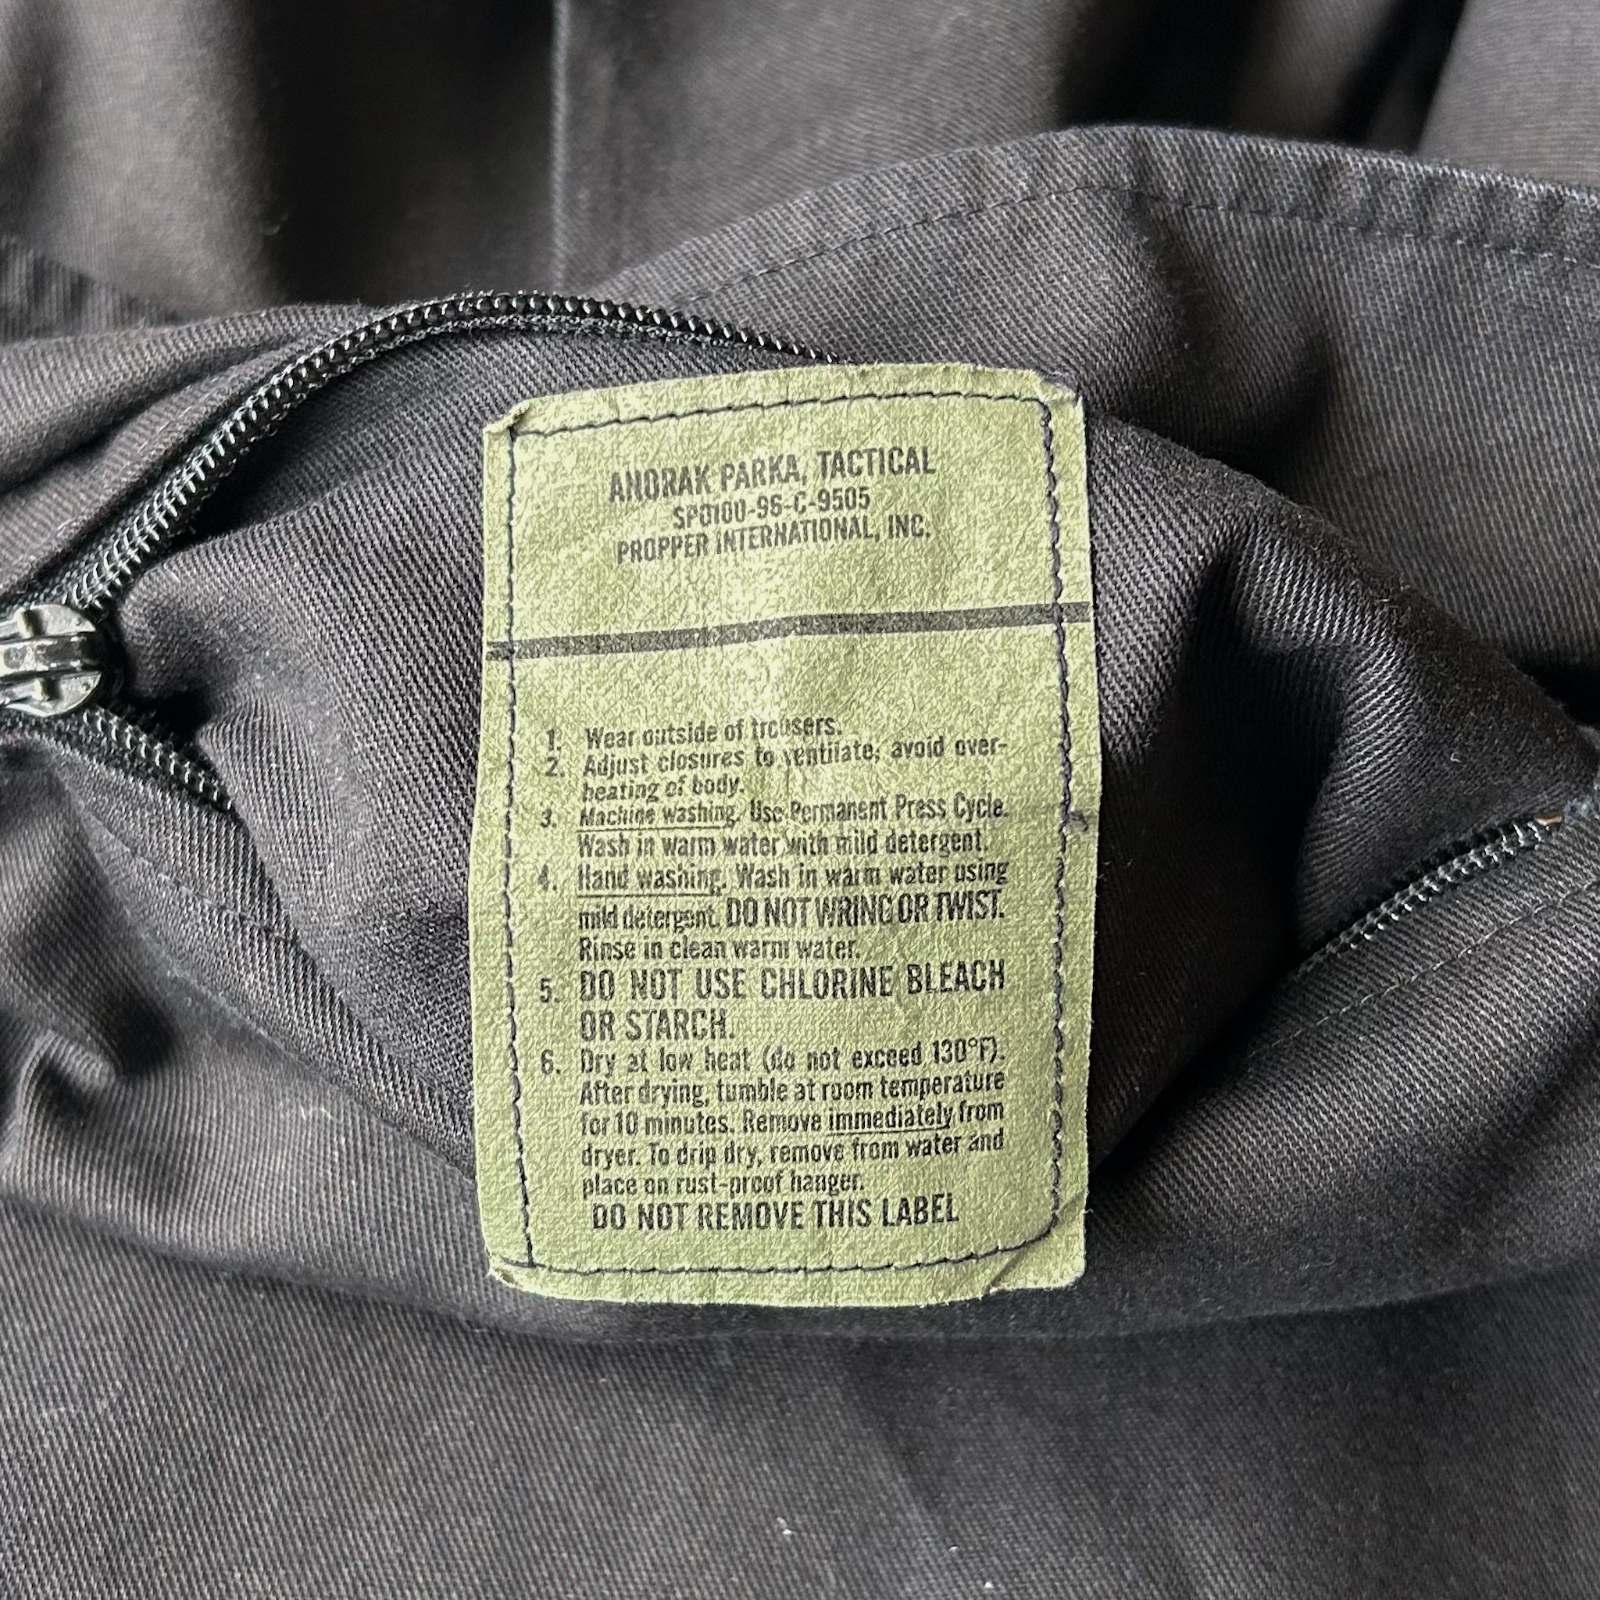 ANORAK PARKA, TACTICAL
SP0100-96-C-9505
PROPPER INTERNATIONAL, INC.
1. Wear outside of trousers.
2. Adjust closures to ventilate; avoid over-
heating of body.
3. Machine washing. Use Permanent Press Cycle.
Wash in warm water with mild detergent.
4. Hand washing. Wash in warm water using
mild detergent. DO NOT WRING OR TWIST.
Rinse in clean warm water.
5. DO NOT USE CHLORINE BLEACH
OR STARCH.
6. Dry at low heat (do not exceed 130°F).
After drying, tumble at room temperature
for 10 minutes. Remove immediately from
dryer. To drip dry, remove from water and
place on rust-proof hanger.
DO NOT REMOVE THIS LABEL